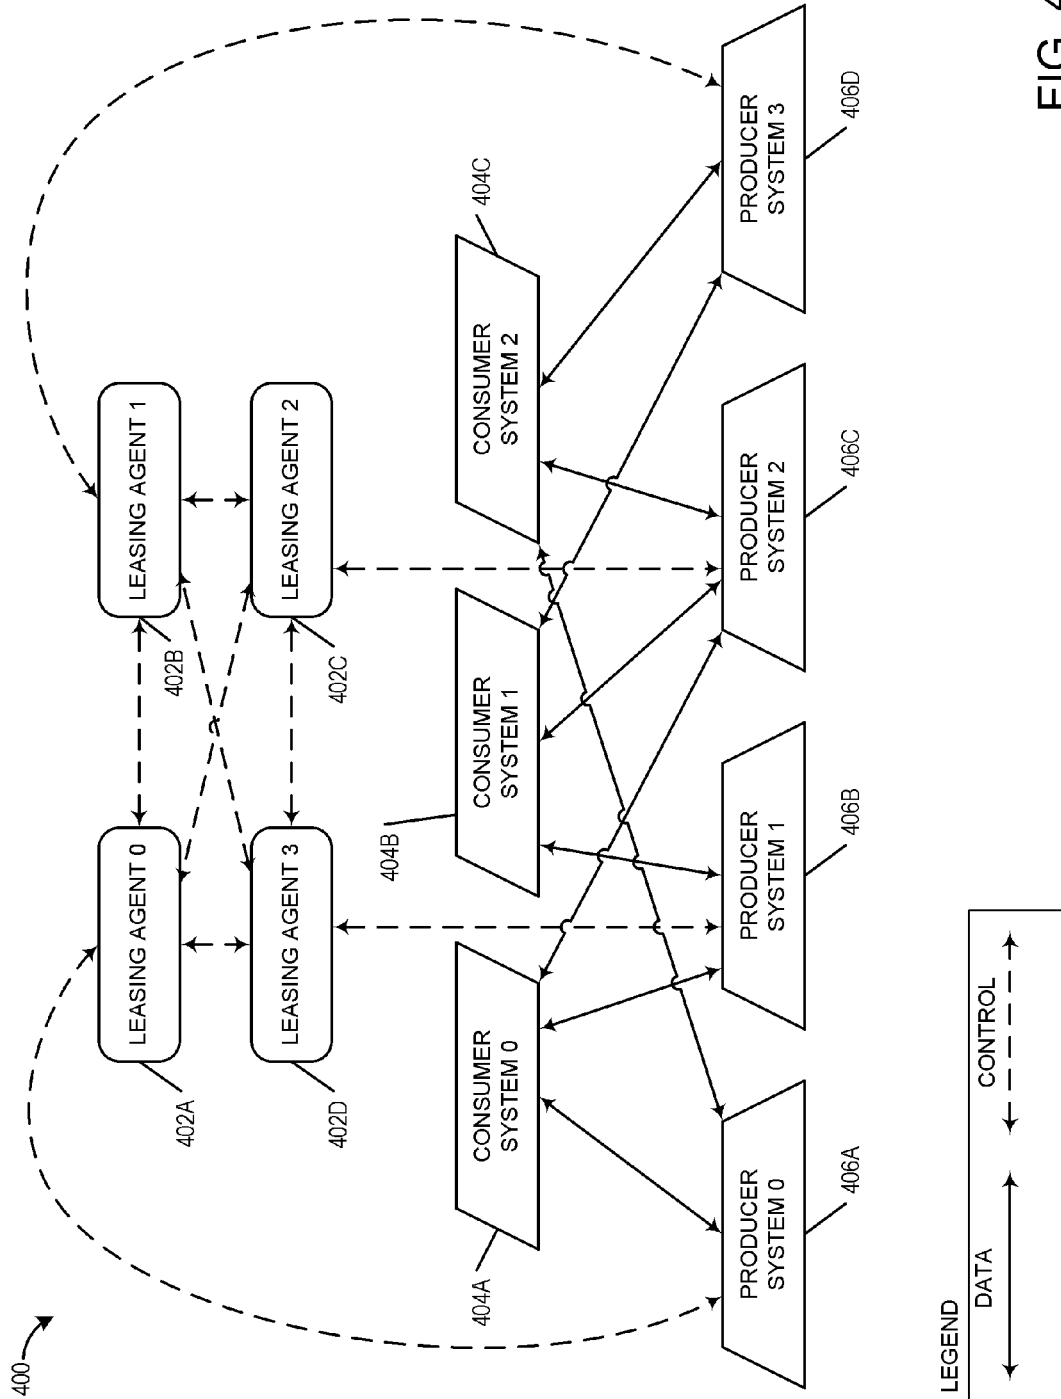 400
402A
LEASING AGENT 0
402B
LEASING AGENT 1
402D
LEASING AGENT 3
402C
LEASING AGENT 2
404A
CONSUMER
SYSTEM 0
404B
CONSUMER
SYSTEM 1
CONSUMER
SYSTEM 2
404C
PRODUCER
SYSTEM 0
406A
PRODUCER
SYSTEM 1
406B
PRODUCER
SYSTEM 2
406C
PRODUCER
SYSTEM 3
406D
LEGEND
DATA
CONTROL
FIG. 4